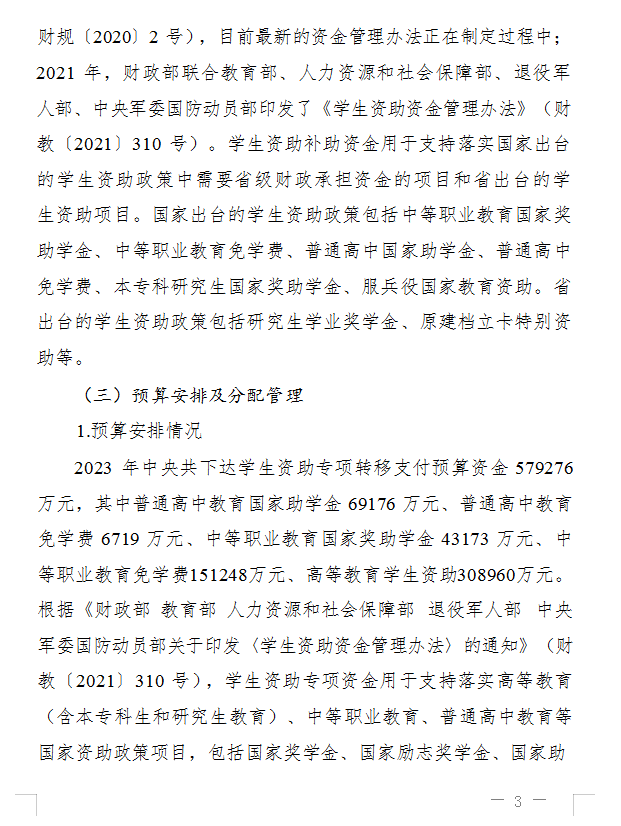 财规〔2020〕2 号），目前最新的资金管理办法正在制定过程中；
2021 年，财政部联合教育部、人力资源和社会保障部、退役军
人部、中央军委国防动员部印发了《学生资助资金管理办法》（财
教〔2021〕310 号）。学生资助补助资金用于支持落实国家出台
的学生资助政策中需要省级财政承担资金的项目和省出台的学
生资助项目。国家出台的学生资助政策包括中等职业教育国家奖
助学金、中等职业教育免学费、普通高中国家助学金、普通高中
免学费、本专科研究生国家奖助学金、服兵役国家教育资助。省
出台的学生资助政策包括研究生学业奖学金、原建档立卡特别资
助等。
（三）预算安排及分配管理
1.预算安排情况
2023 年中央共下达学生资助专项转移支付预算资金 579276
万元，其中普通高中教育国家助学金 69176 万元、普通高中教育
免学费 6719 万元、中等职业教育国家奖助学金 43173 万元、中
等职业教育免学费151248万元、高等教育学生资助308960万元。
根据《财政部 教育部 人力资源和社会保障部 退役军人部 中央
军委国防动员部关于印发〈学生资助资金管理办法〉的通知》（财
教〔2021〕310 号），学生资助专项资金用于支持落实高等教育
（含本专科生和研究生教育）、中等职业教育、普通高中教育等
国家资助政策项目，包括国家奖学金、国家励志奖学金、国家助
— 3 —